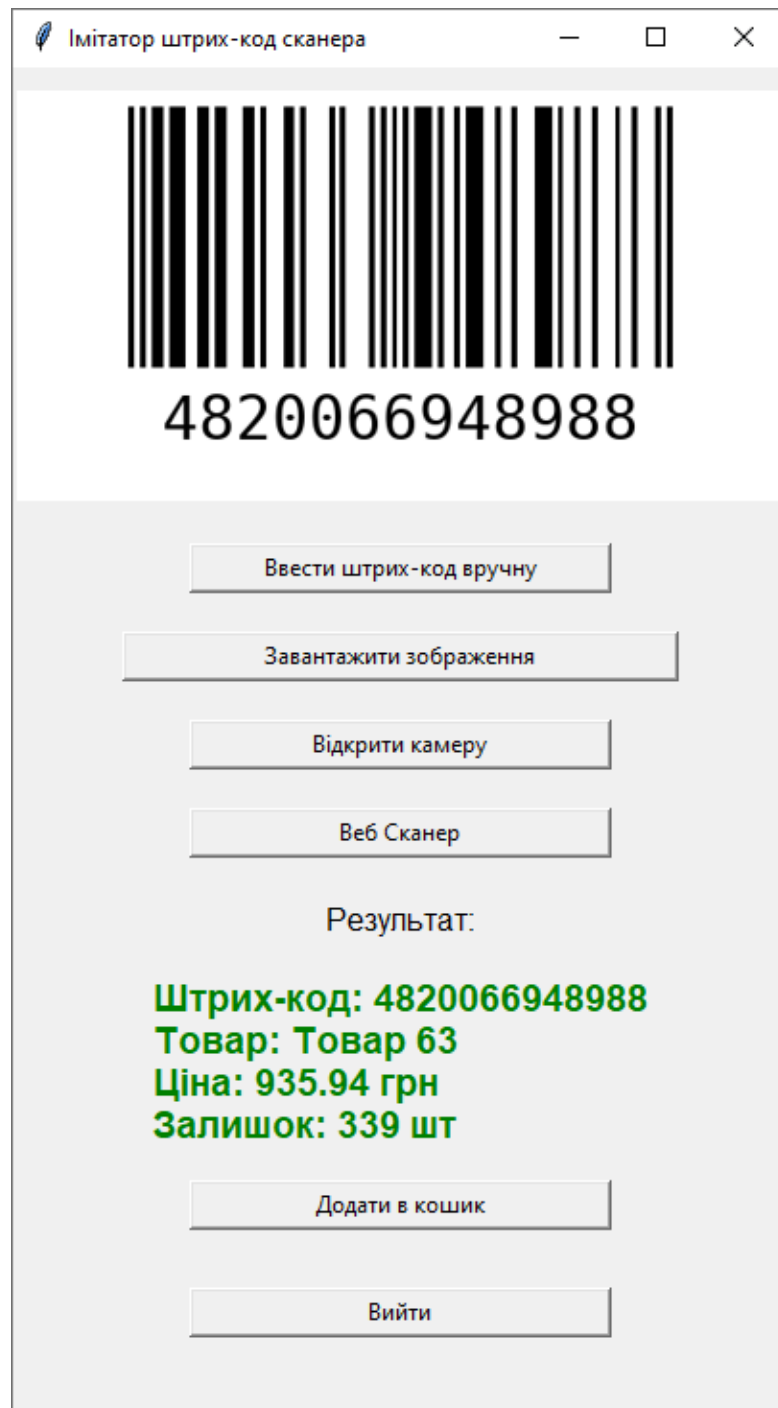 Імітатор штрих-код сканера
4820066948988
Ввести штрих-код вручну
Завантажити зображення
Відкрити камеру
Веб Сканер
Результат:
Штрих-код: 4820066948988
Товар: Товар 63
Ціна: 935.94 грн
Залишок: 339 шт
Додати в кошик
Вийти